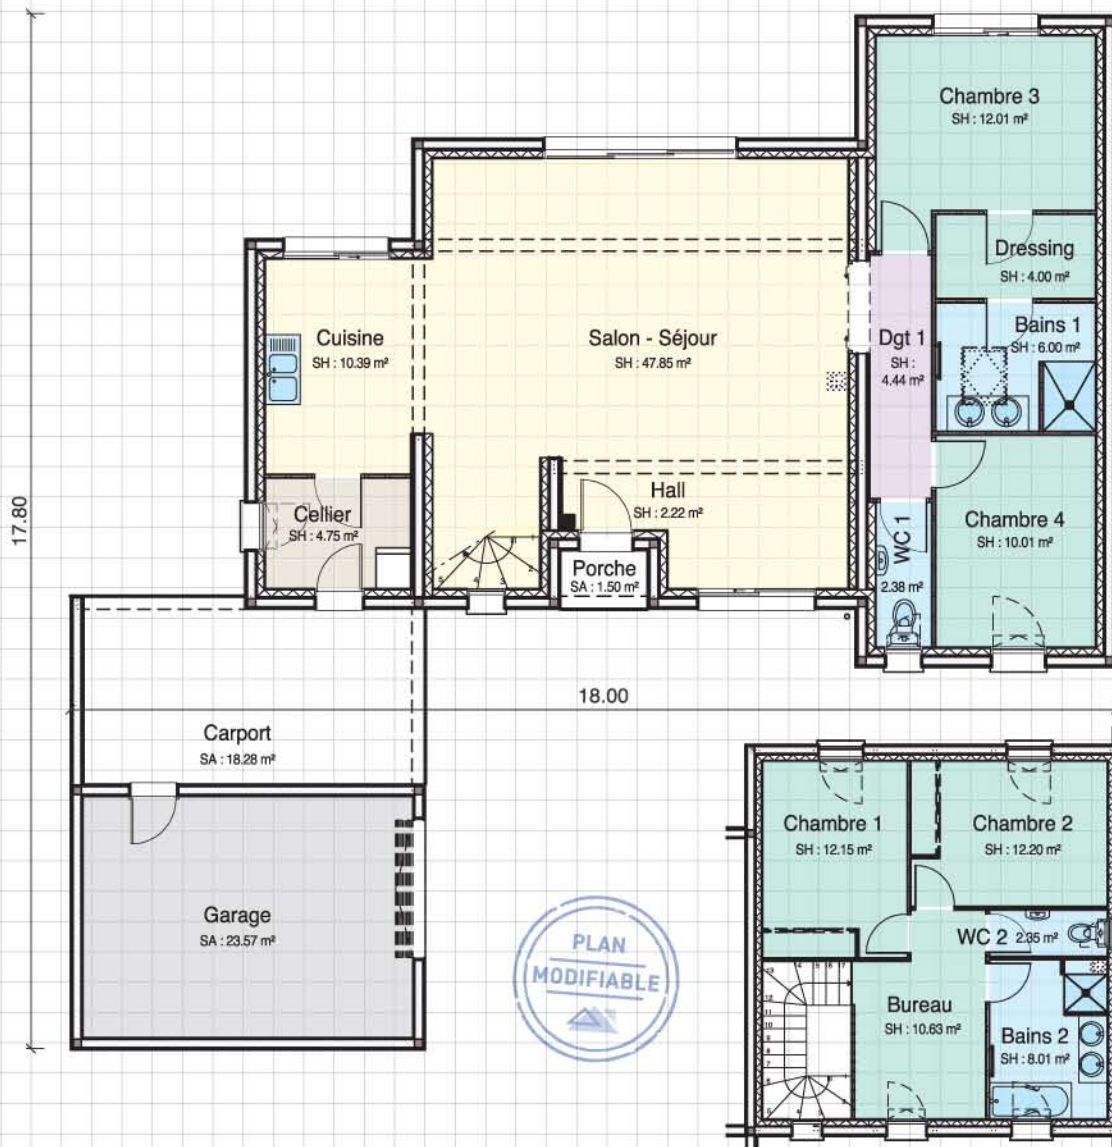 Chambre 3
SH : 12.01 m²
Dressing
SH : 4.00 m²
Cuisine
SH : 10.39 m²
Salon - Séjour
SH : 47.85 m²
Dgt 1
SH :
4.44 m²
Bains 1
SH : 6.00 m²
17.80
Cellier
SH : 4.75 m²
Hall
SH : 2.22 m²
Porche
SA : 1.50 m²
WC 1
2.38 m²
Chambre 4
SH : 10.01 m²
18.00
Carport
SA : 18.28 m²
Garage
SA : 23.57 m²
PLAN
MODIFIABLE
Chambre 1
SH : 12.15 m²
Chambre 2
SH : 12.20 m²
WC 2 2.35 m²
Bureau
SH : 10.63 m²
Bains 2
SH : 8.01 m²